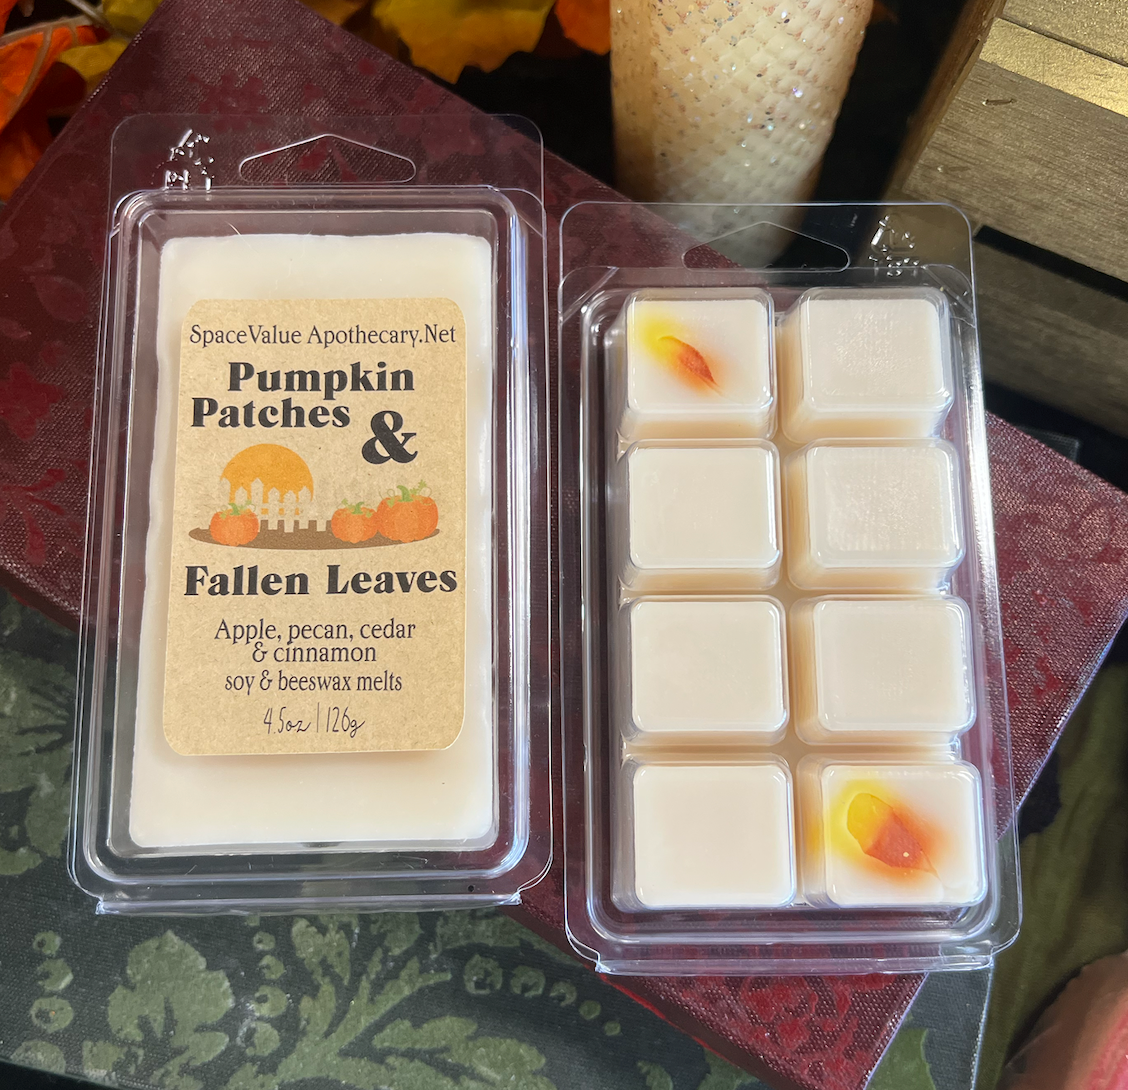 SpaceValue Apothecary.Net
Pumpkin
Patches &
Fallen Leaves
Apple, pecan, cedar
& cinnamon
soy & beeswax melts
4.5oz | 126g